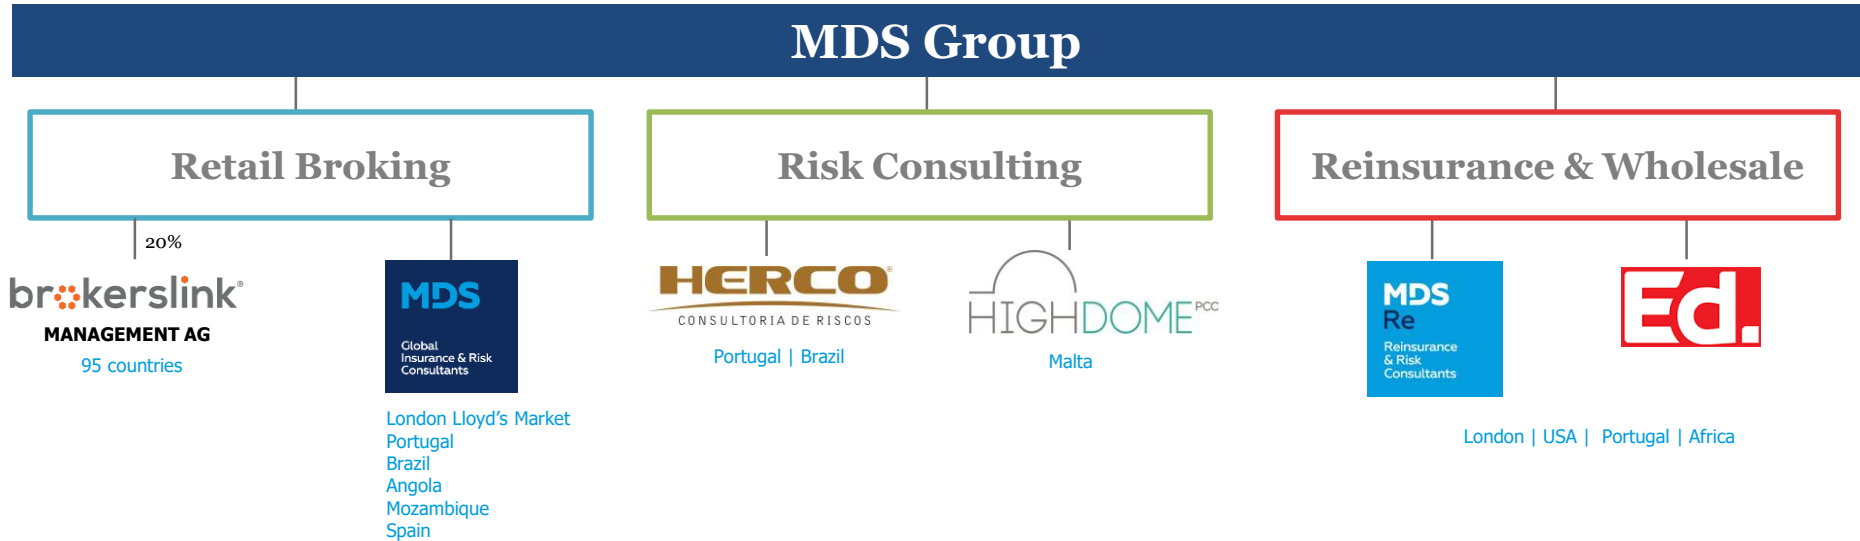 MDS Group
Retail Broking
20%
brokerslink®
MANAGEMENT AG
95 countries
MDS
Global
Insurance & Risk
Consultants
London Lloyd’s Market
Portugal
Brazil
Angola
Mozambique
Spain
Risk Consulting
HERCO®
CONSULTORIA DE RISCOS
Portugal | Brazil
HIGHDOME PCC
Malta
Reinsurance & Wholesale
MDS
Re
Reinsurance
& Risk
Consultants
Ed.
London | USA | Portugal | Africa